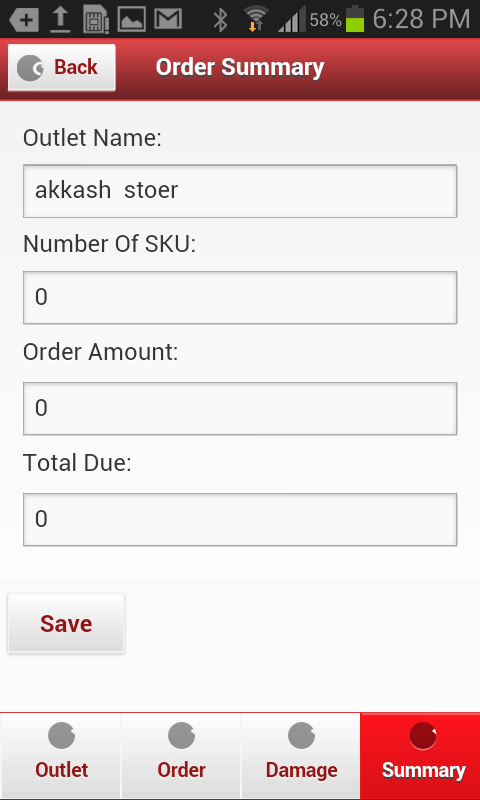 58% 6:28 PM
Back Order Summary
Outlet Name:
akkash  stoer
Number Of SKU:
0
Order Amount:
0
Total Due:
0
Save
Outlet Order Damage Summary